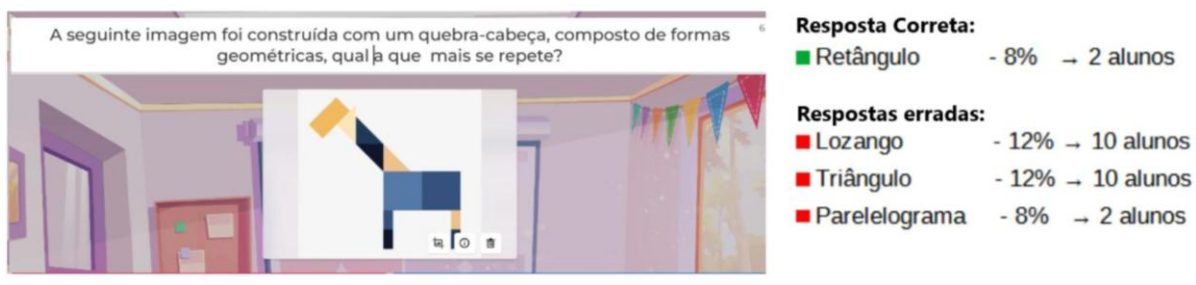 A seguinte imagem foi construída com um quebra-cabeça, composto de formas
geométricas, qual a que mais se repete?
6
Resposta Correta:
Retângulo - 8% → 2 alunos
Respostas erradas:
Lozango - 12% → 10 alunos
Triângulo - 12% → 10 alunos
Parelelograma - 8% → 2 alunos